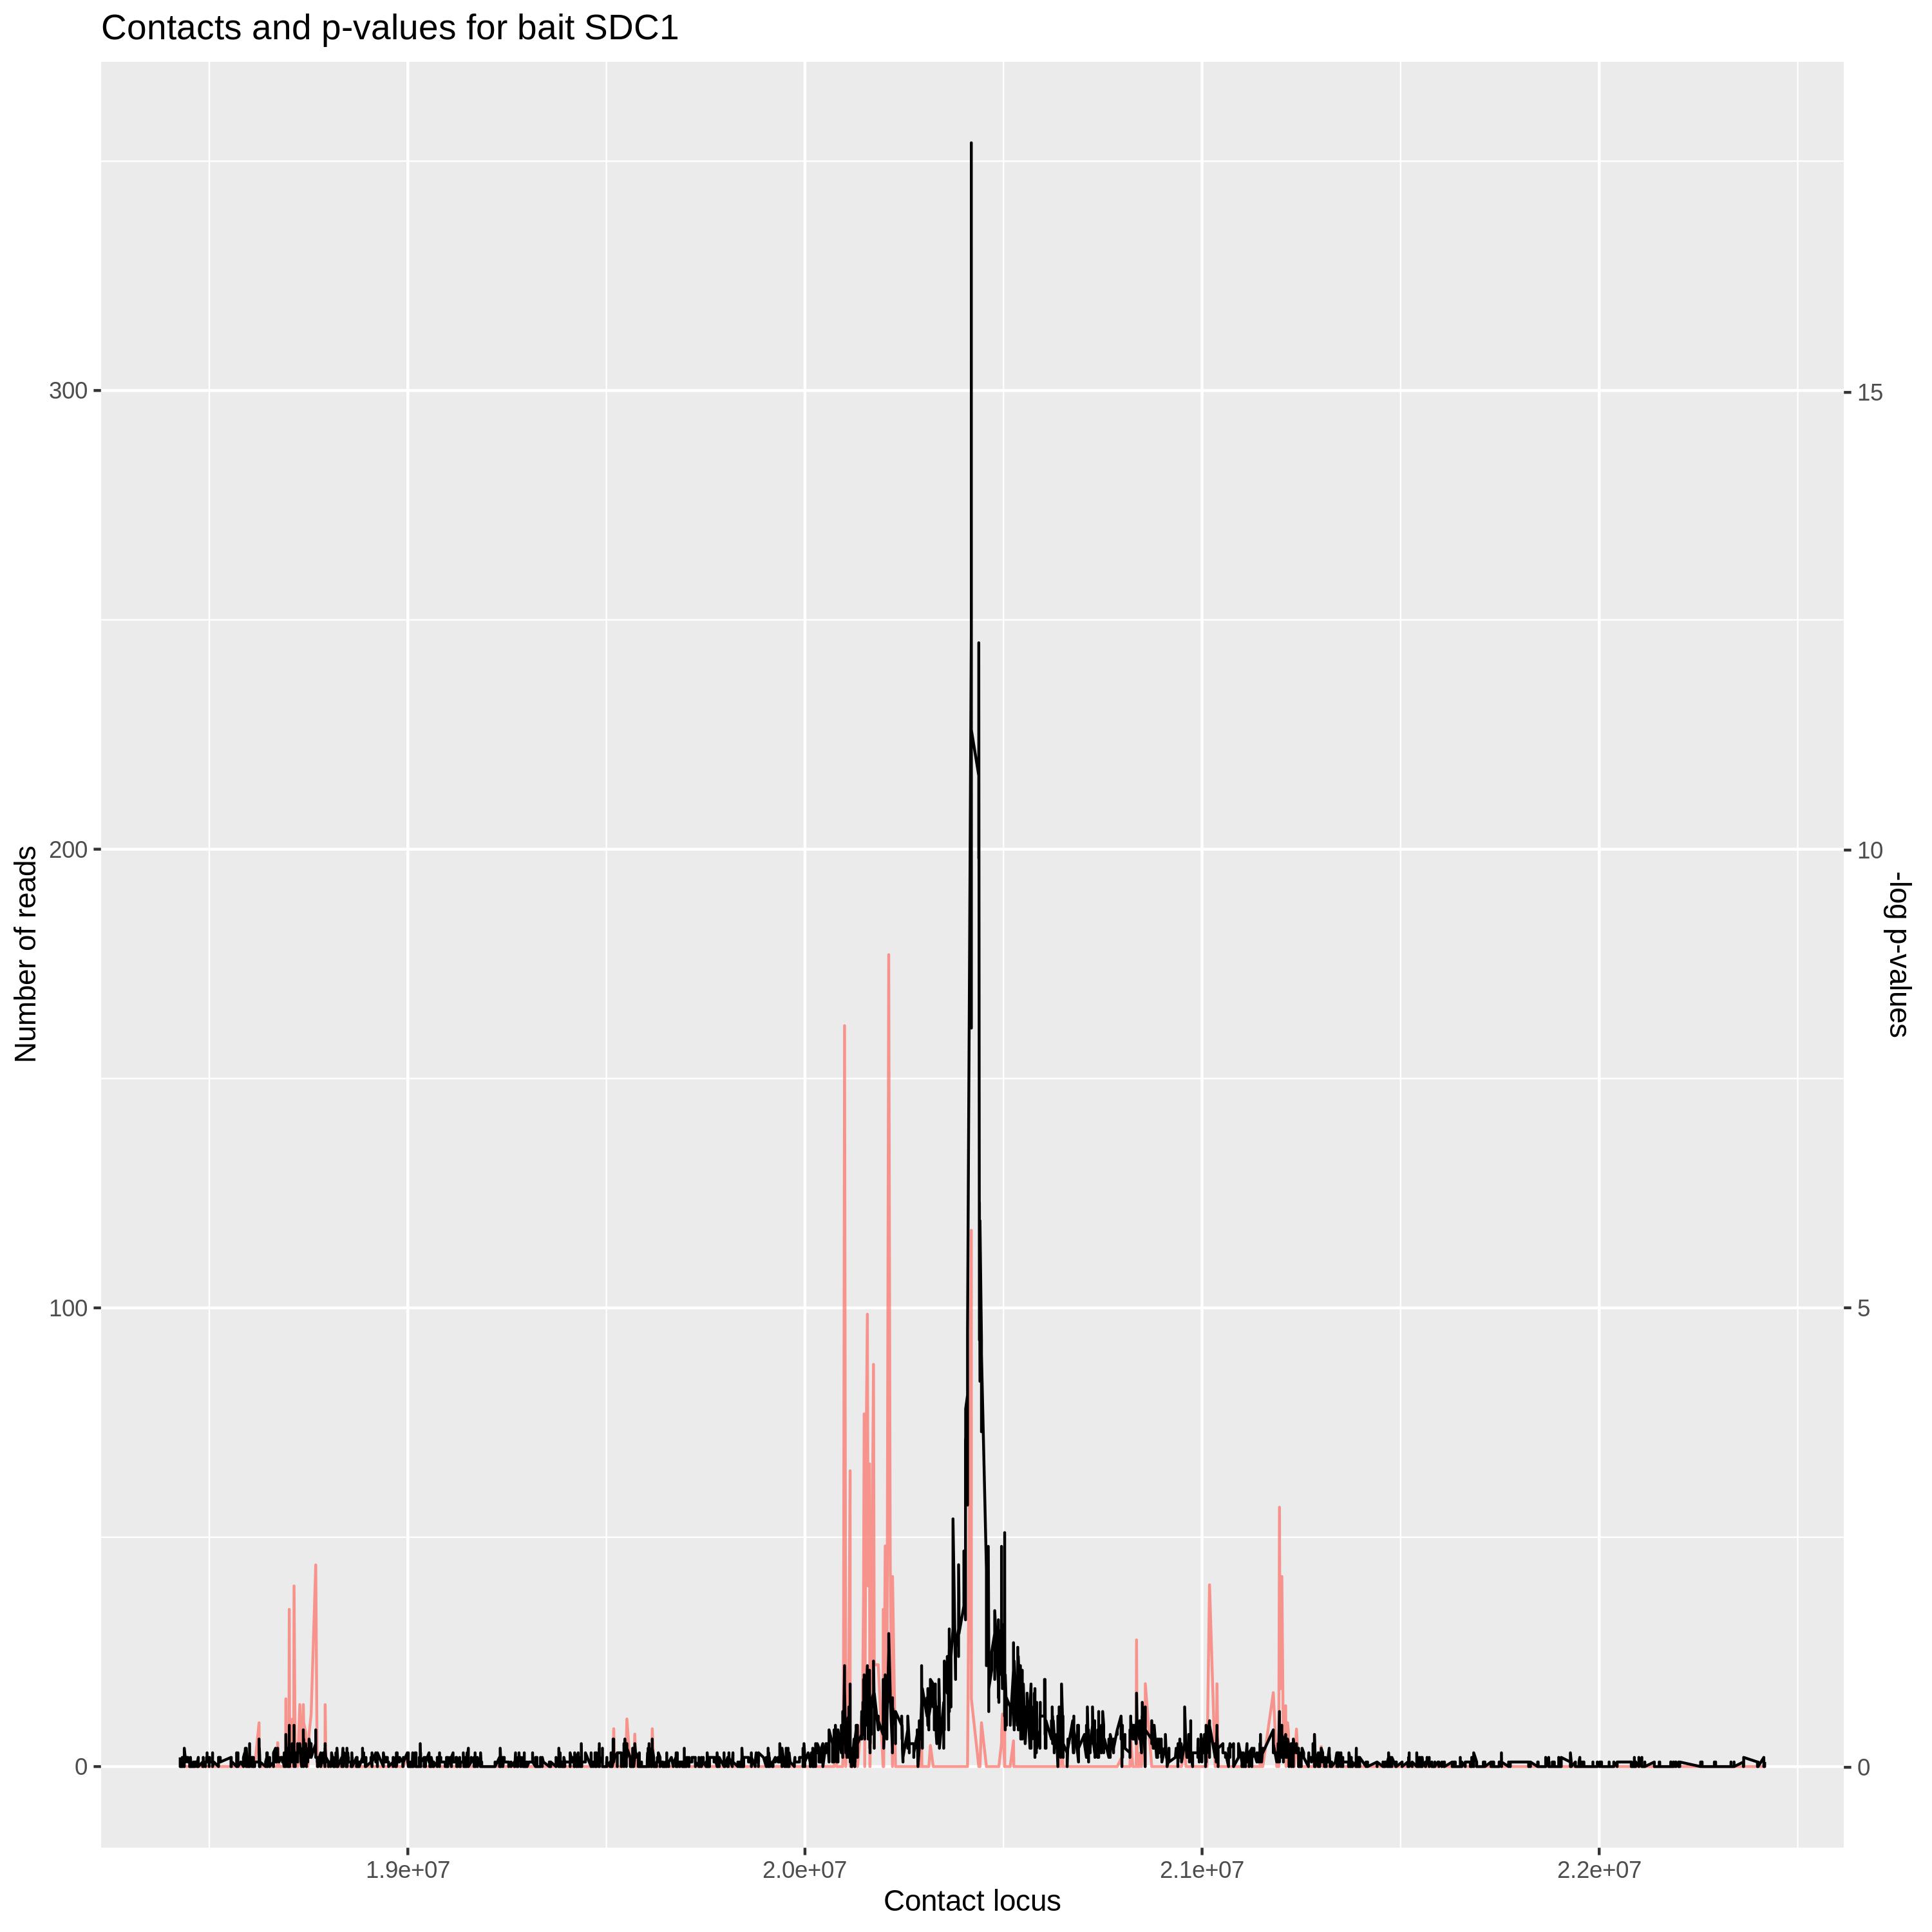 Contacts and p-values for bait SDC1
Number of reads
300
200
100
0
15
10
5
0
-log p-values
1.9e+07
2.0e+07
2.1e+07
2.2e+07
Contact locus